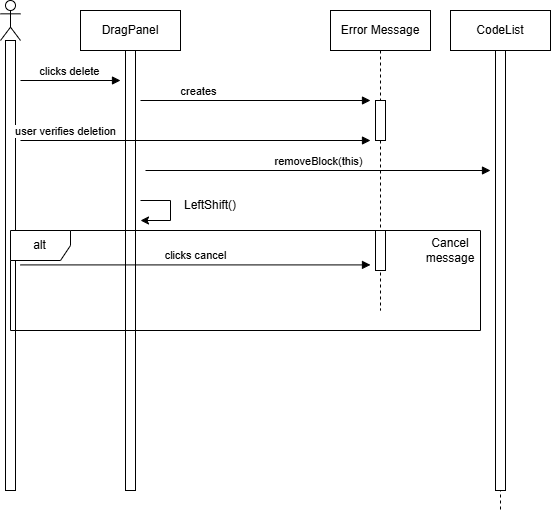 DragPanel
Error Message
CodeList
clicks delete
creates
user verifies deletion
removeBlock(this)
LeftShift()
alt
Cancel
message
clicks cancel